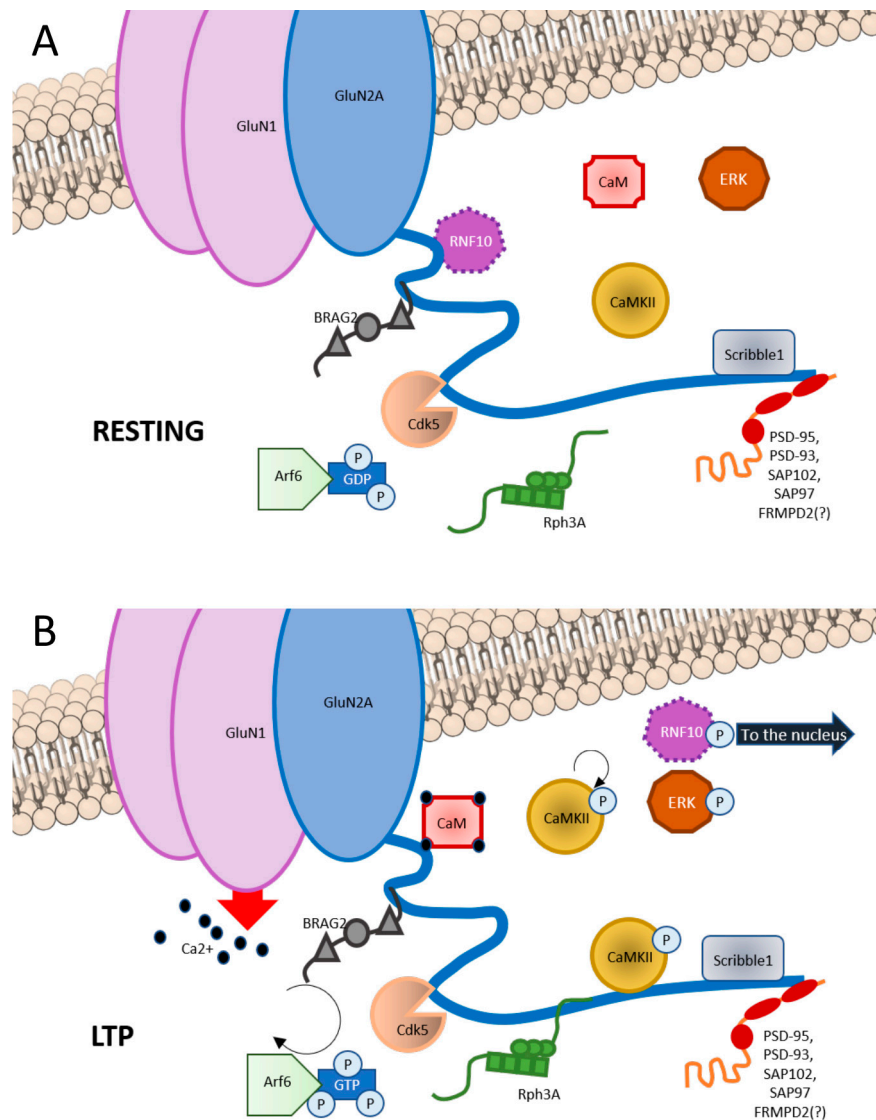 A
GluN2A
GluN1
CaM
ERK
RNF10
CaMKII
BRAG2
Scribble1
Cdk5
RESTING
PSD-95,
PSD-93,
SAP102,
SAP97
FRMPD2(?)
P
Arf6
GDP
P
Rph3A
B
GluN2A
GluN1
RNF10
P
To the nucleus
CaM
CaMKII
P
ERK
P
BRAG2
Ca2+
CaMKII
P
Scribble1
Cdk5
LTP
PSD-95,
PSD-93,
SAP102,
SAP97
FRMPD2(?)
P
Arf6
GTP
P
P
Rph3A